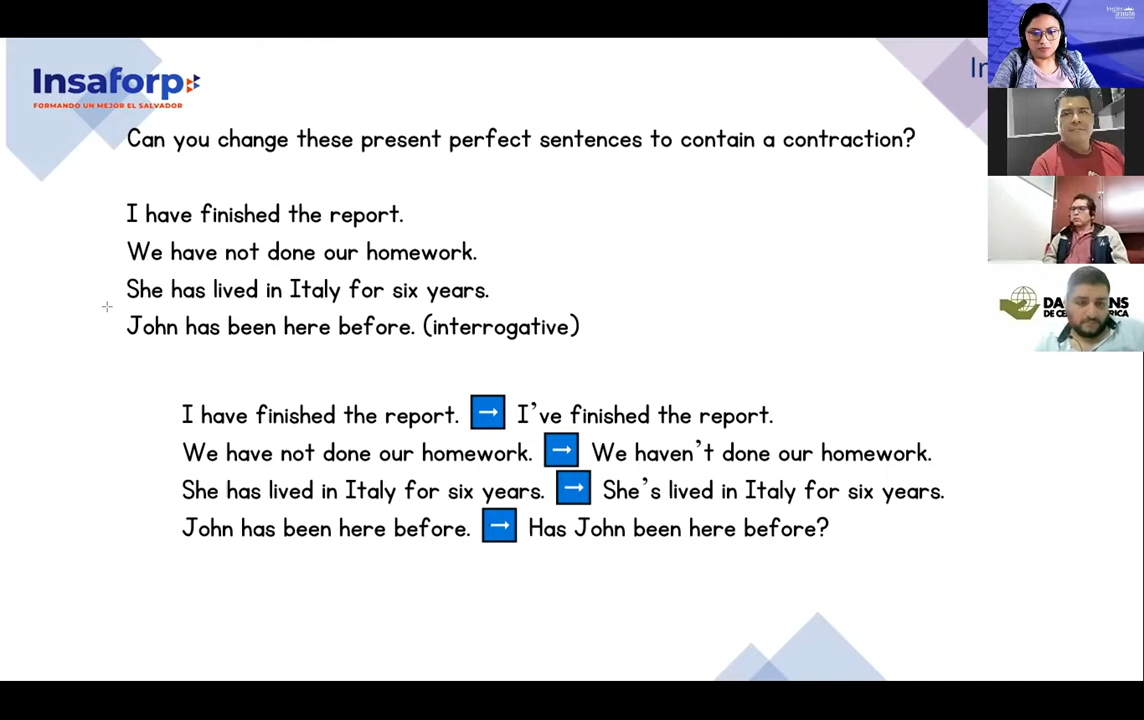 Insaforp
FORMANDO UN MEJOR EL SALVADOR
Can you change these present perfect sentences to contain a contraction?
I have finished the report.
We have not done our homework.
She has lived in Italy for six years.
John has been here before. (interrogative)
I have finished the report. → I've finished the report.
We have not done our homework. → We haven't done our homework.
She has lived in Italy for six years. → She's lived in Italy for six years.
John has been here before. → Has John been here before?